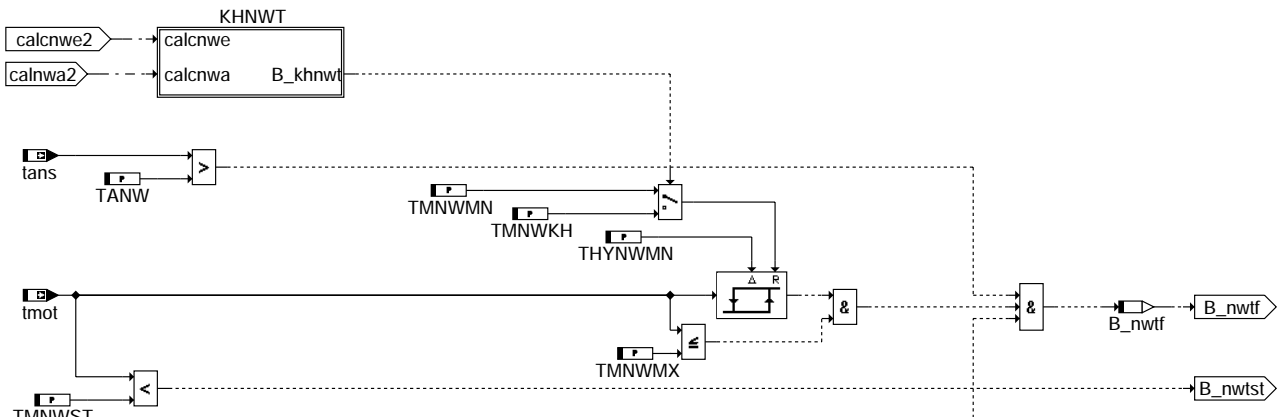 KHNWT
calcnwe2
calcnwe
calnwa2
calcnwa
B_khnwt
tans
P
TANW
>
P
TMNWMN
P
TMNWKH
P
THYNWMN
Δ R
tmot
&
&
B_nwtf
B_nwtf
≤
P
TMNWMX
<
P
TMNWST
B_nwtst